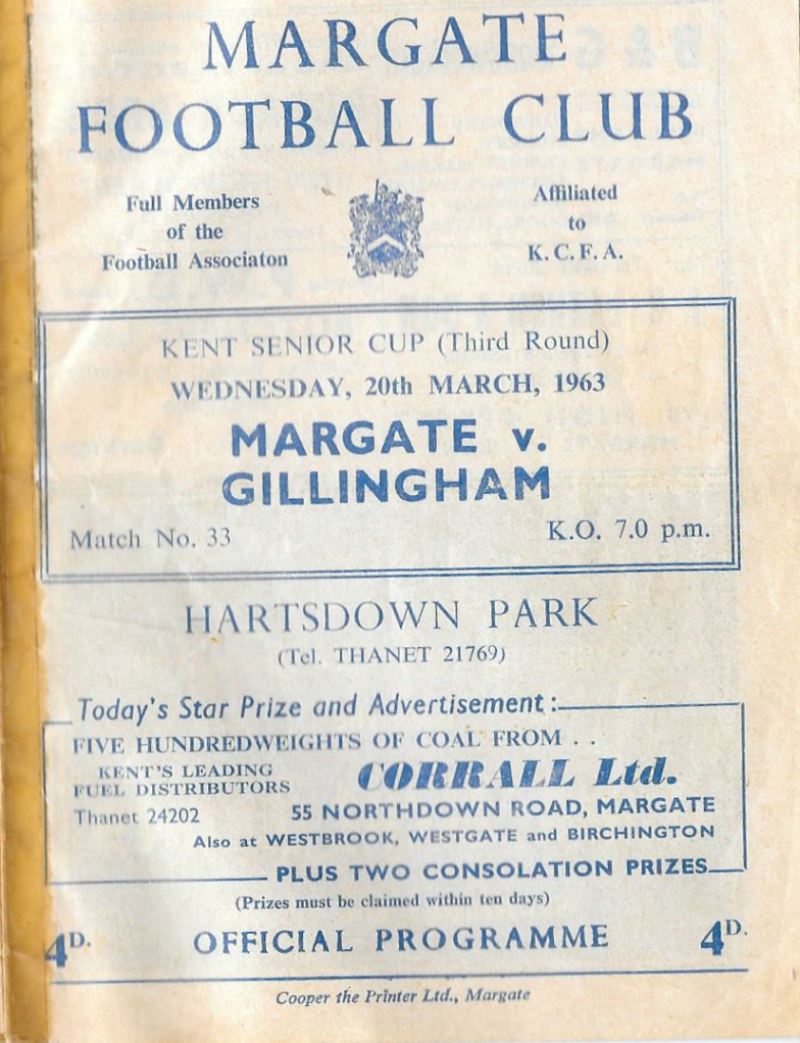 MARGATE
FOOTBALL CLUB
Full Members
of the
Football Associaton
Affiliated
to
K.C.F.A.
KENT SENIOR CUP (Third Round)
WEDNESDAY, 20th MARCH, 1963
MARGATE v.
GILLINGHAM
Match No. 33
K.O. 7.0 p.m.
HARTSDOWN PARK
(Tel. THANET 21769)
Today's Star Prize and Advertisement :
FIVE HUNDREDWEIGHTS OF COAL FROM . .
KENT'S LEADING
FUEL DISTRIBUTORS
CORRALL Ltd.
Thanet 24202
55 NORTHDOWN ROAD, MARGATE
Also at WESTBROOK, WESTGATE and BIRCHINGTON
PLUS TWO CONSOLATION PRIZES
(Prizes must be claimed within ten days)
4D. OFFICIAL PROGRAMME 4D.
Cooper the Printer Ltd., Margate